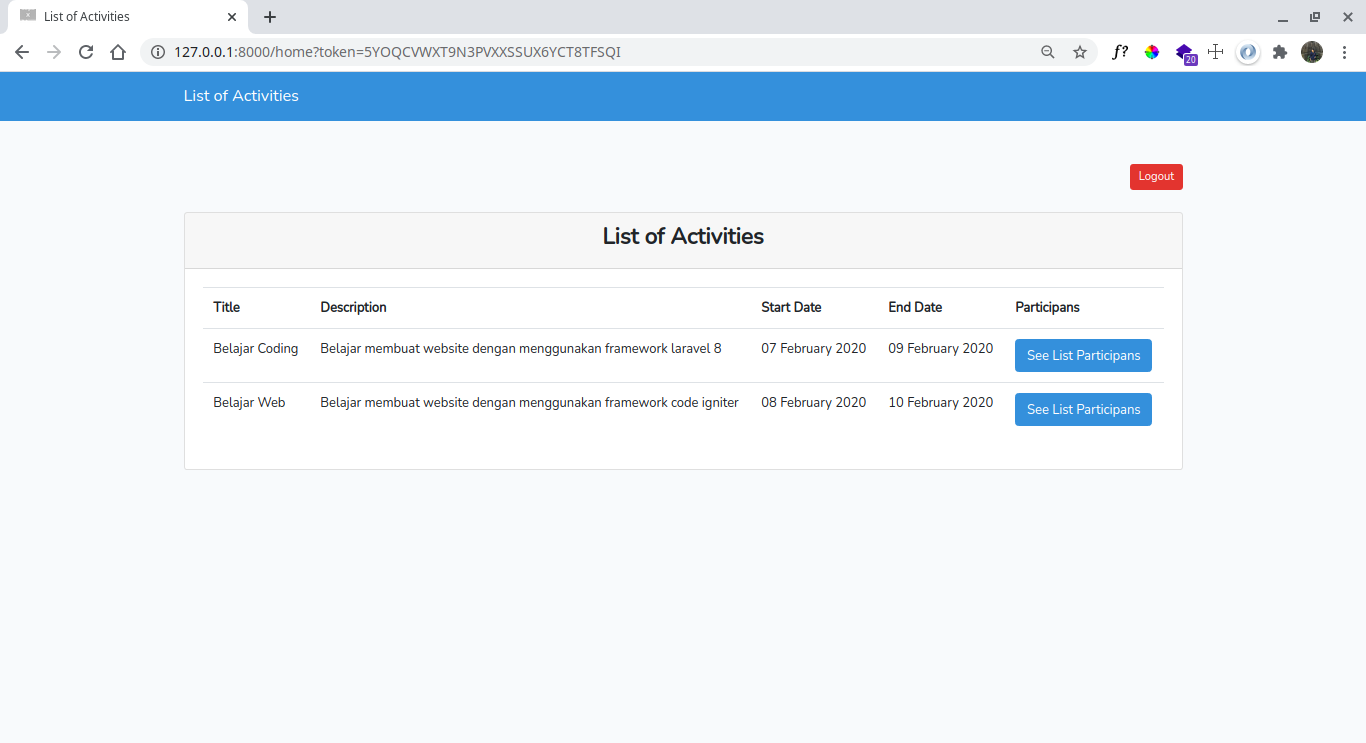 List of Activities
127.0.0.1:8000/home?token=5YOQCVWXT9N3PVXXSSUX6YCT8TFSQI
f?
20
List of Activities
Logout
List of Activities
Title Description Start Date End Date Participans
Belajar Coding Belajar membuat website dengan menggunakan framework laravel 8 07 February 2020 09 February 2020 See List Participans
Belajar Web Belajar membuat website dengan menggunakan framework code igniter 08 February 2020 10 February 2020 See List Participans